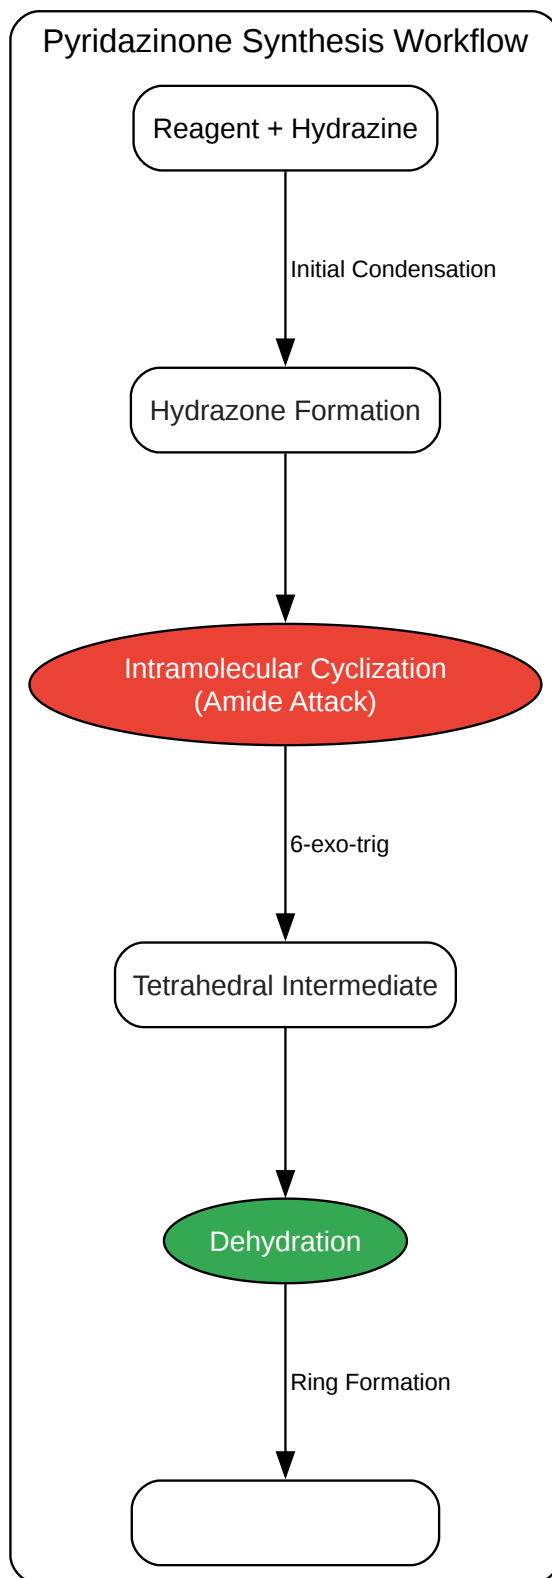 Pyridazinone Synthesis Workflow
Reagent + Hydrazine
Initial Condensation
Hydrazone Formation
Intramolecular Cyclization
(Amide Attack)
6-exo-trig
Tetrahedral Intermediate
Dehydration
Ring Formation